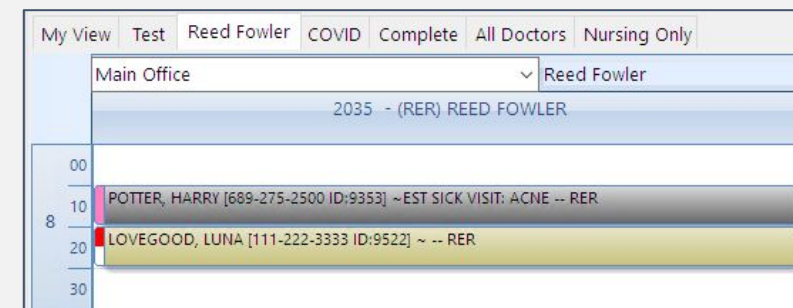 My View Test Reed Fowler COVID Complete All Doctors Nursing Only
Main Office Reed Fowler
2035 - (RER) REED FOWLER
00
8 10 POTTER, HARRY [689-275-2500 ID:9353] ~EST SICK VISIT: ACNE -- RER
20 LOVEGOOD, LUNA [111-222-3333 ID:9522] ~ -- RER
30